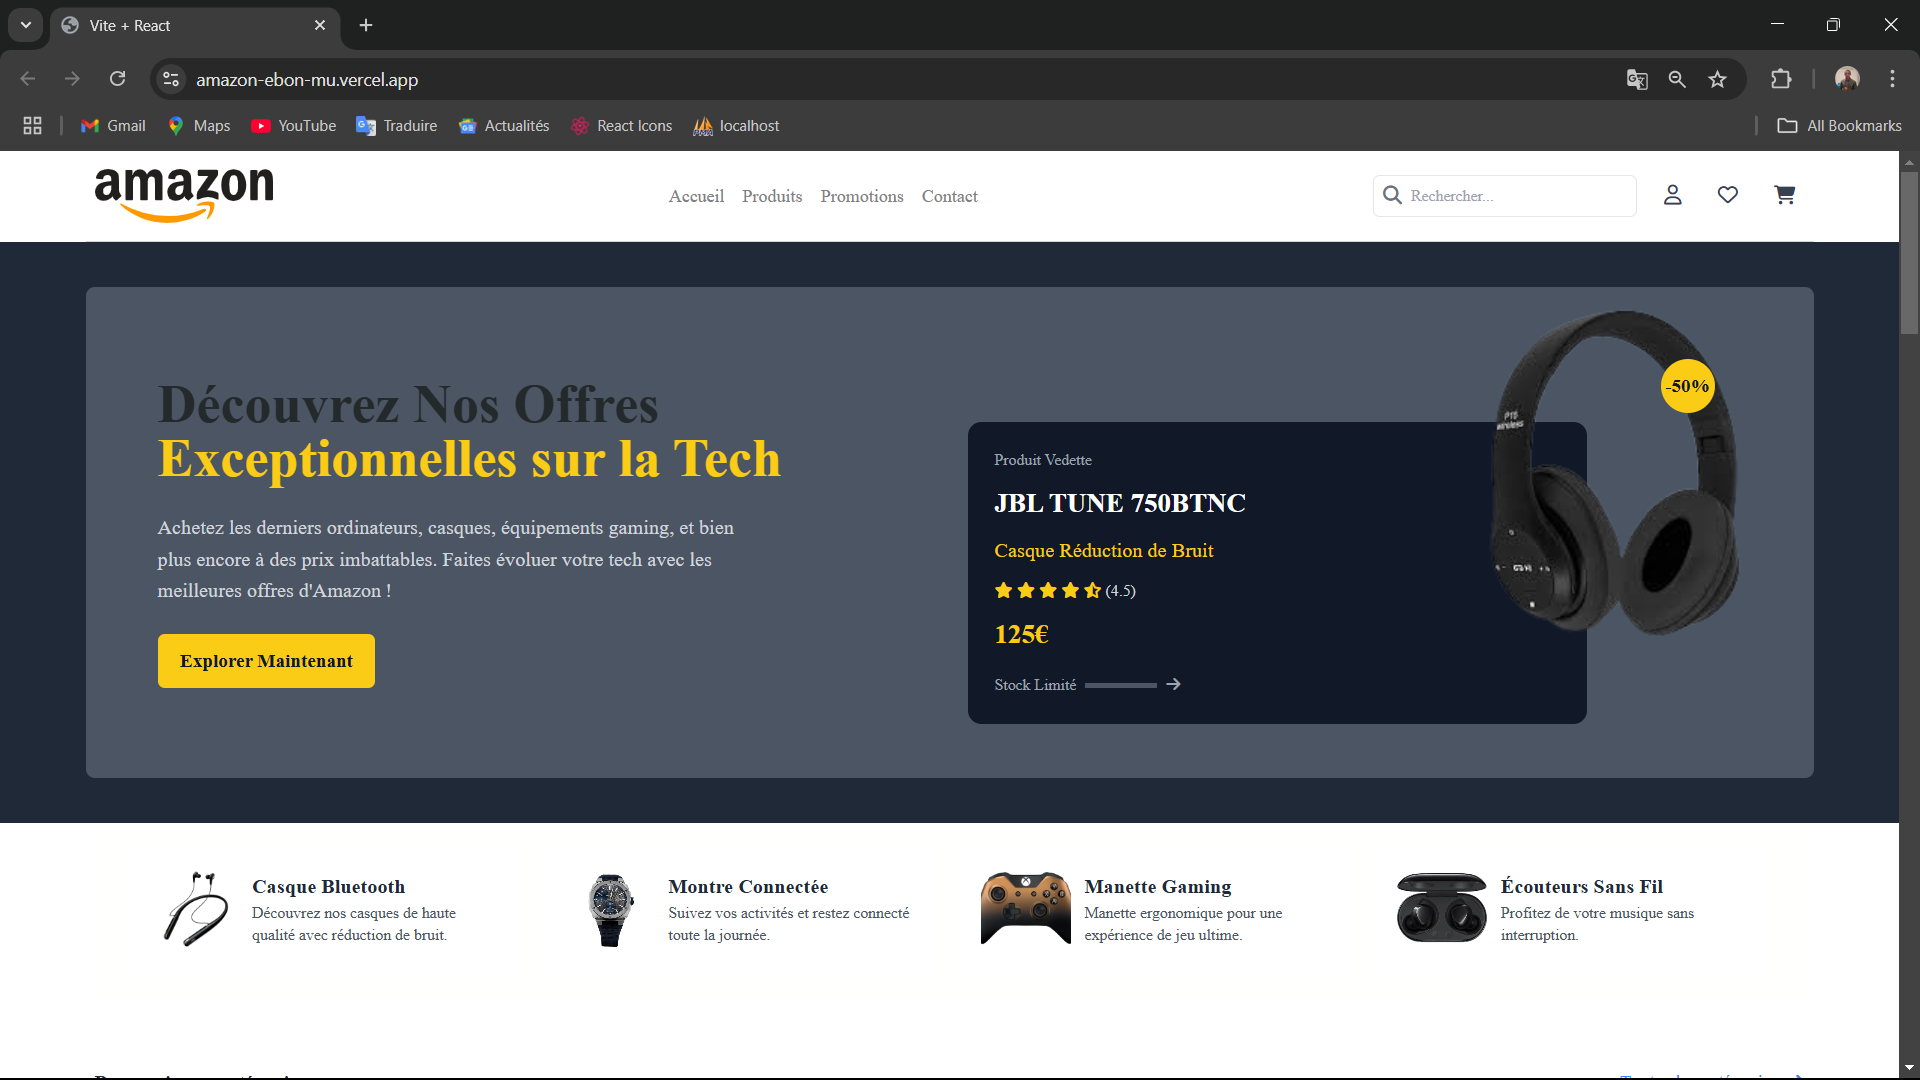 Vite + React
amazon-ebon-mu.vercel.app
Gmail
Maps
YouTube
Traduire
Actualités
React Icons
localhost
All Bookmarks
amazon
Accueil
Produits
Promotions
Contact
Rechercher...
Découvrez Nos Offres
Exceptionnelles sur la Tech
Achetez les derniers ordinateurs, casques, équipements gaming, et bien
plus encore à des prix imbattables. Faites évoluer votre tech avec les
meilleures offres d'Amazon !
Explorer Maintenant
-50%
Produit Vedette
JBL TUNE 750BTNC
Casque Réduction de Bruit
(4.5)
125€
Stock Limité
Casque Bluetooth
Découvrez nos casques de haute
qualité avec réduction de bruit.
Montre Connectée
Suivez vos activités et restez connecté
toute la journée.
Manette Gaming
Manette ergonomique pour une
expérience de jeu ultime.
Écouteurs Sans Fil
Profitez de votre musique sans
interruption.